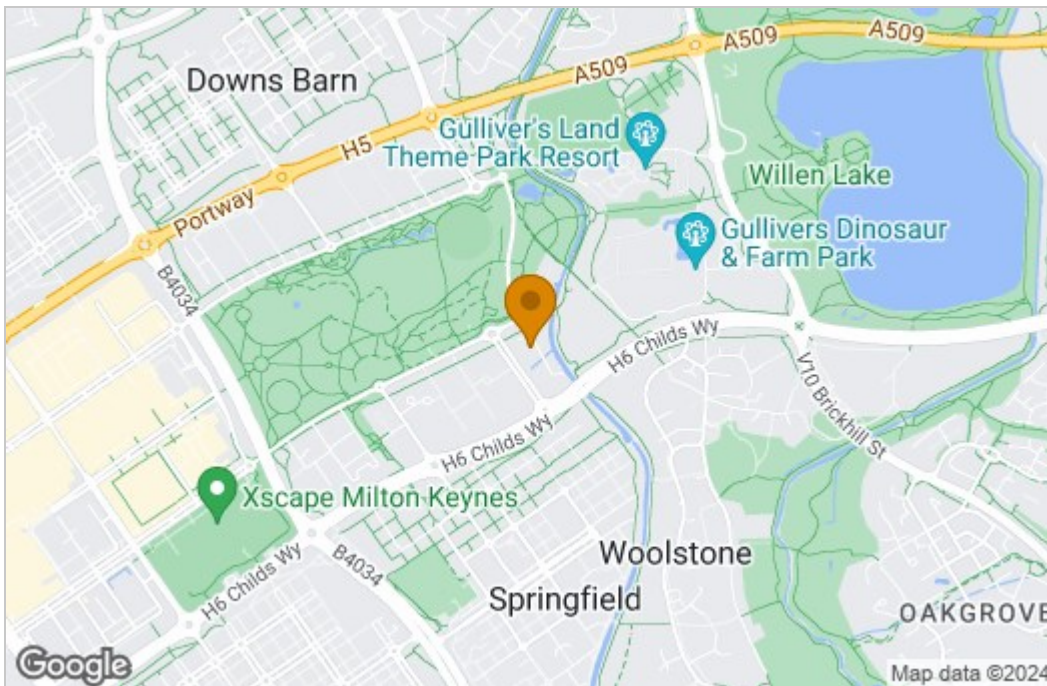 A509
A509
A509
Downs Barn
H5
Gulliver's Land
Theme Park Resort
Willen Lake
Portway
Gullivers Dinosaur
& Farm Park
B4034
H6 Childs Wy
V10 Brickhill St
H6 Childs Wy
Xscape Milton Keynes
B4034
Woolstone
H6 Childs Wy
Springfield
OAKGROVE
Google
Map data ©2024